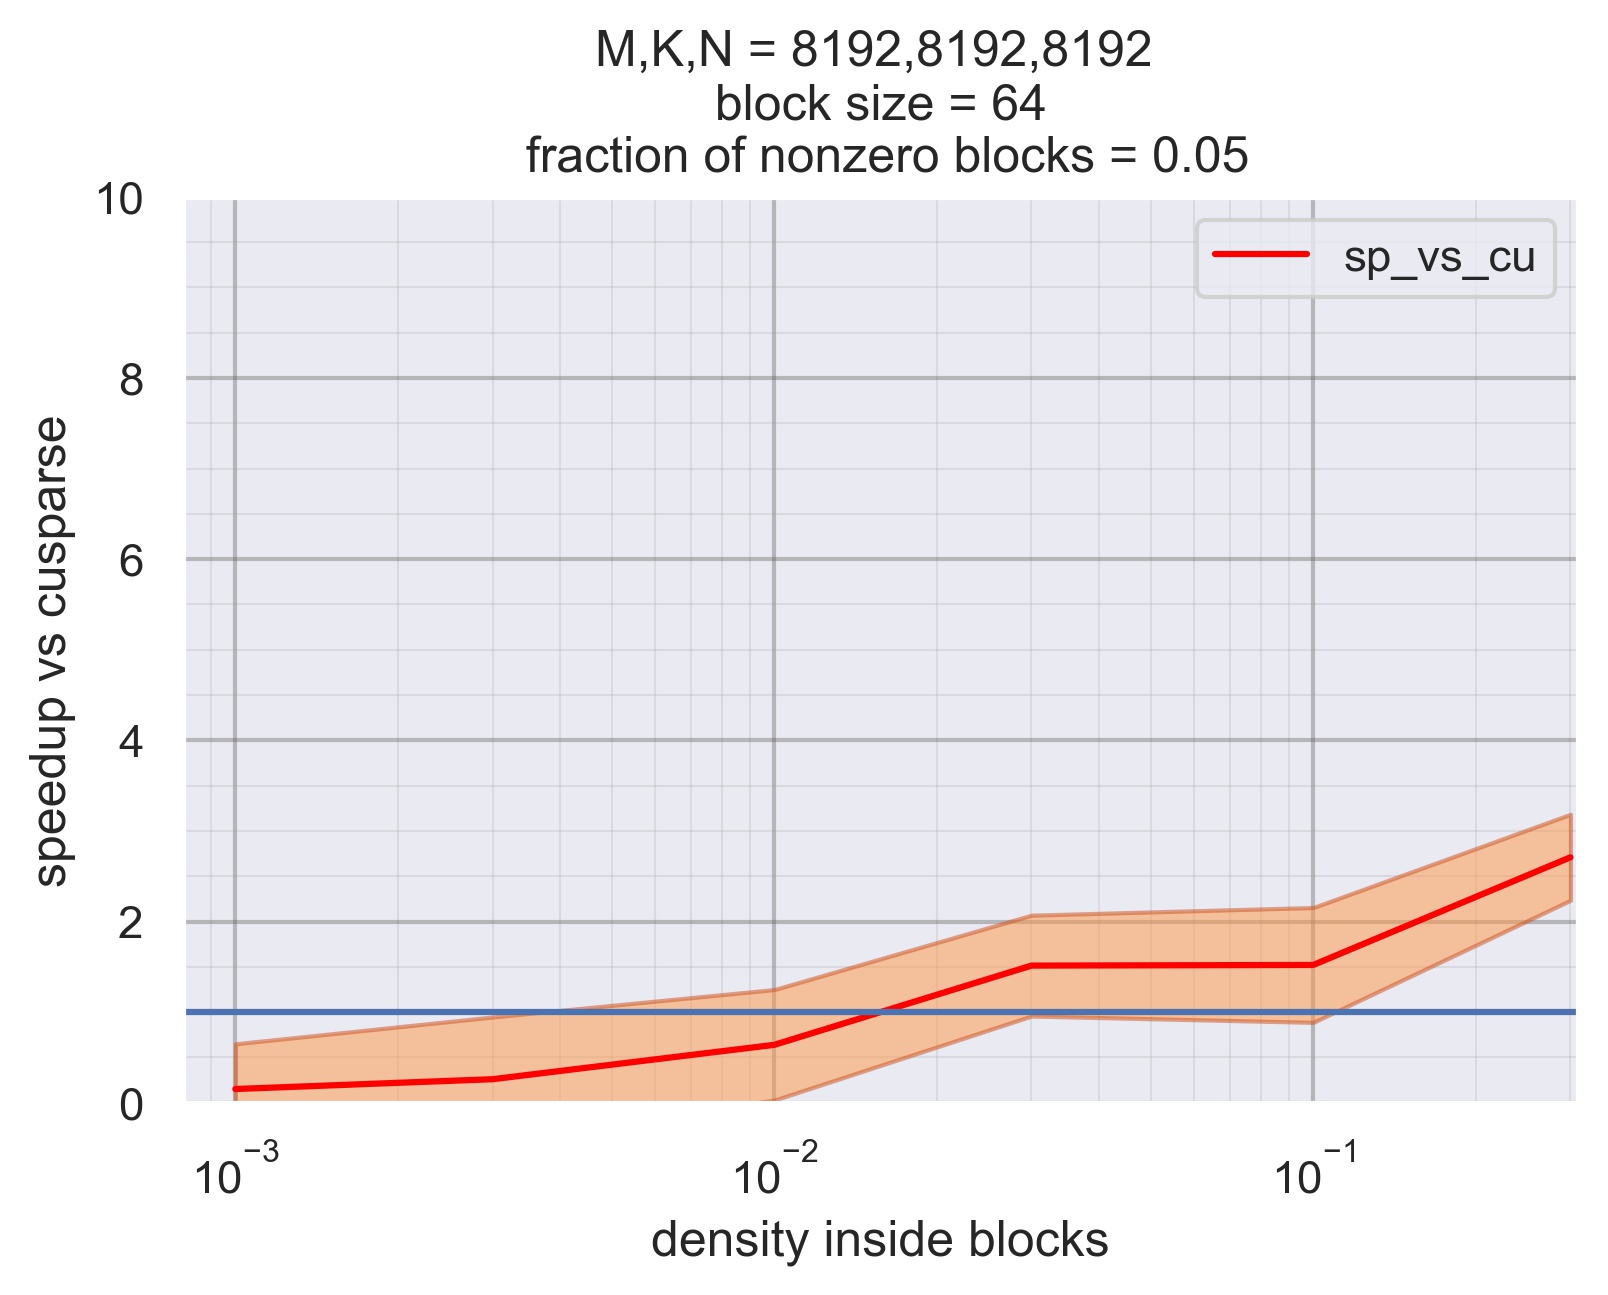 M,K,N = 8192,8192,8192
block size = 64
fraction of nonzero blocks = 0.05
sp_vs_cu
speedup vs cusparse
10
8
6
4
2
0
10⁻³
10⁻²
10⁻¹
density inside blocks